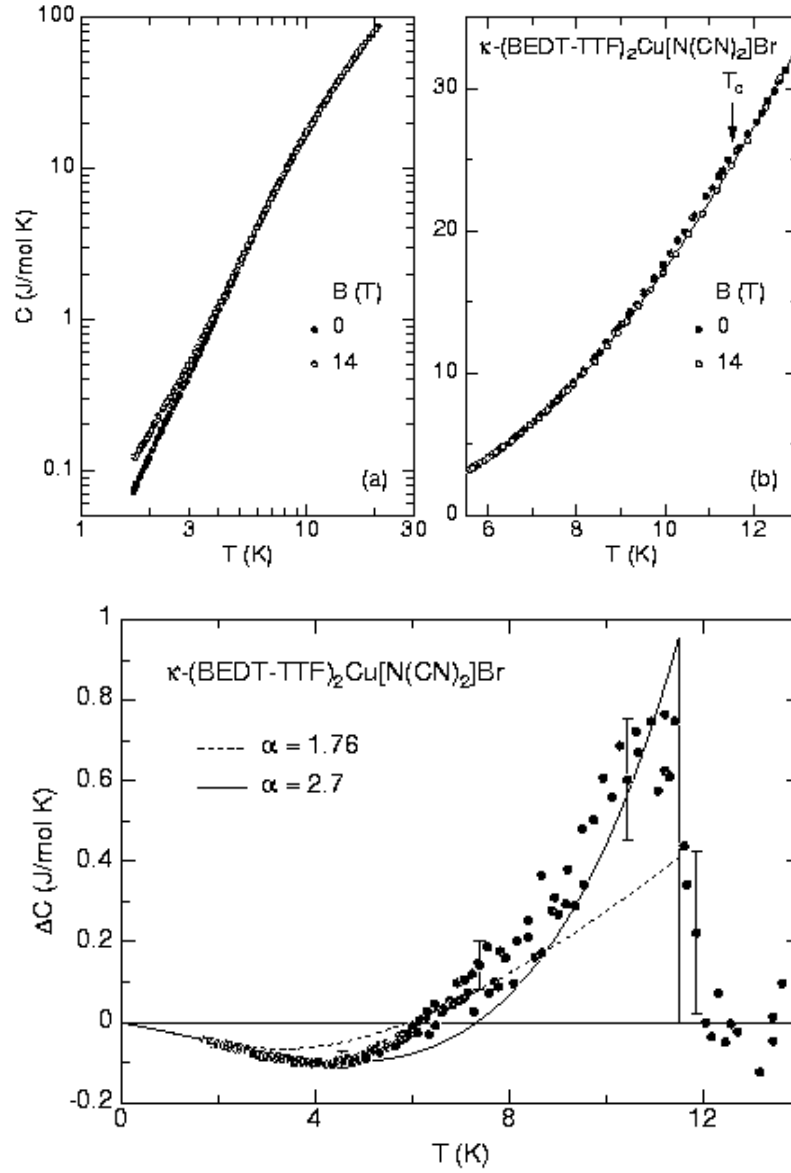 100
10
1
0.1
C (J/mol K)
B (T)
0
14
(a)
1
3
10
30
T (K)
κ-(BEDT-TTF)₂Cu[N(CN)₂]Br
T_c
30
20
10
0
B (T)
0
14
(b)
6
8
10
12
T (K)
1
0.8
0.6
0.4
0.2
0
-0.2
ΔC (J/mol K)
κ-(BEDT-TTF)₂Cu[N(CN)₂]Br
α = 1.76
α = 2.7
0
4
8
12
T (K)